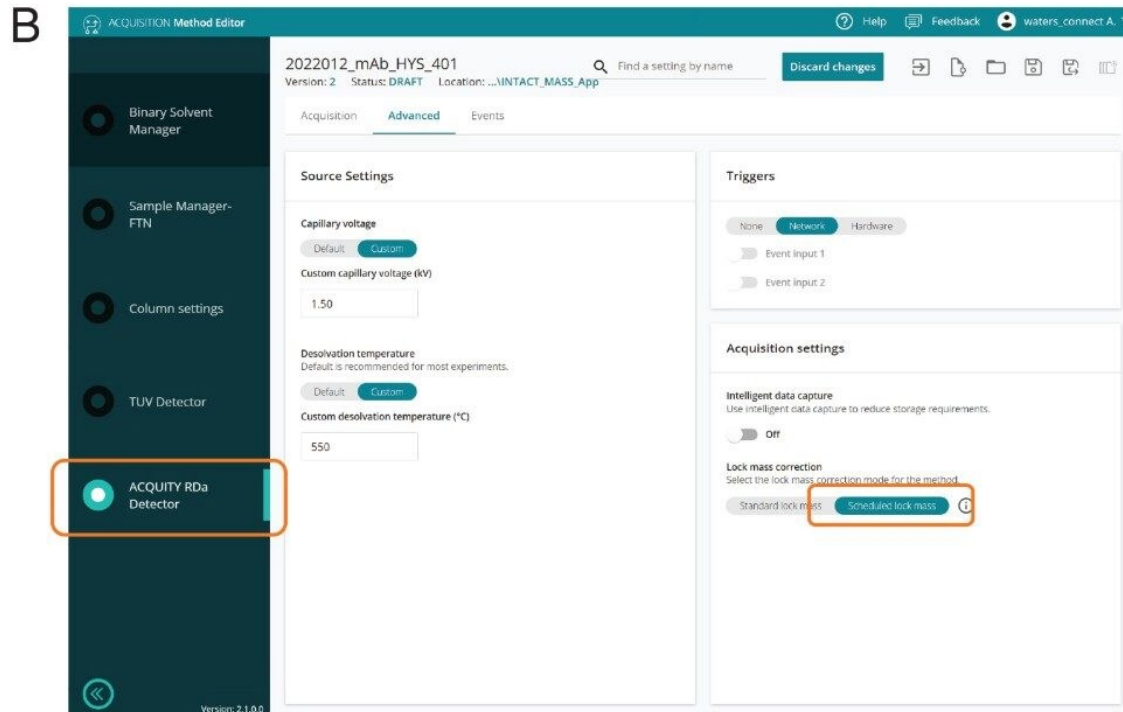 B
ACQUISITION Method Editor
Help
Feedback
waters_connect A.
2022012_mAb_HYS_401
Find a setting by name
Discard changes
Version: 2 Status: DRAFT Location: ...\INTACT_MASS_App
Binary Solvent
Manager
Sample Manager-
FTN
Column settings
TUV Detector
ACQUITY RDa
Detector
Version: 2.1.0.0
Acquisition Advanced Events
Source Settings
Capillary voltage
Default Custom
Custom capillary voltage (kV)
1.50
Desolvation temperature
Default is recommended for most experiments.
Default Custom
Custom desolvation temperature (°C)
550
Triggers
None Network Hardware
Event input 1
Event input 2
Acquisition settings
Intelligent data capture
Use intelligent data capture to reduce storage requirements.
Off
Lock mass correction
Select the lock mass correction mode for the method.
Standard lock mass Scheduled lock mass